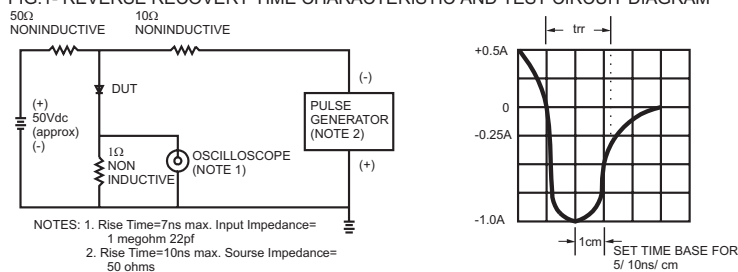 FIG.1- REVERSE RECOVERY TIME CHARACTERISTIC AND TEST CIRCUIT DIAGRAM
50Ω
NONINDUCTIVE
10Ω
NONINDUCTIVE
DUT
(+)
50Vdc
(approx)
(-)
1Ω
NON
INDUCTIVE
OSCILLOSCOPE
(NOTE 1)
(-)
PULSE
GENERATOR
(NOTE 2)
(+)
NOTES: 1. Rise Time=7ns max. Input Impedance=
1 megohm 22pf
2. Rise Time=10ns max. Sourse Impedance=
50 ohms
trr
+0.5A
0
-0.25A
-1.0A
1cm
SET TIME BASE FOR
5/ 10ns/ cm